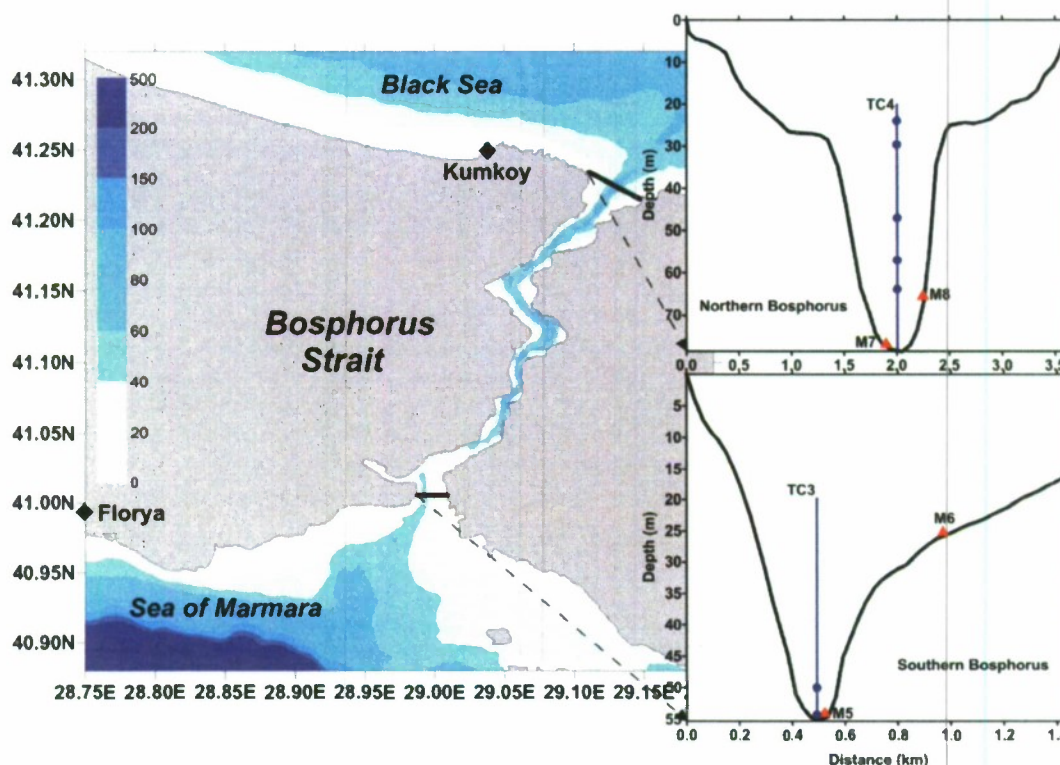 41.30N
41.25N
41.20N
41.15N
41.10N
41.05N
41.00N
40.95N
40.90N
28.75E 28.80E 28.85E 28.90E 28.95E 29.00E 29.05E 29.10E 29.15E
500
200
150
100
80
60
40
20
0
Black Sea
Kumkoy
Bosphorus
Strait
Florya
Sea of Marmara
0
10
20
30
40
50
60
70
Depth (m)
TC4
M8
M7
Northern Bosphorus
0.0 0.5 1.0 1.5 2.0 2.5 3.0
5
10
15
20
25
30
35
40
45
50
55
Depth (m)
TC3
M6
M5
Southern Bosphorus
0.0 0.2 0.4 0.6 0.8 1.0 1.2
Distance (km)